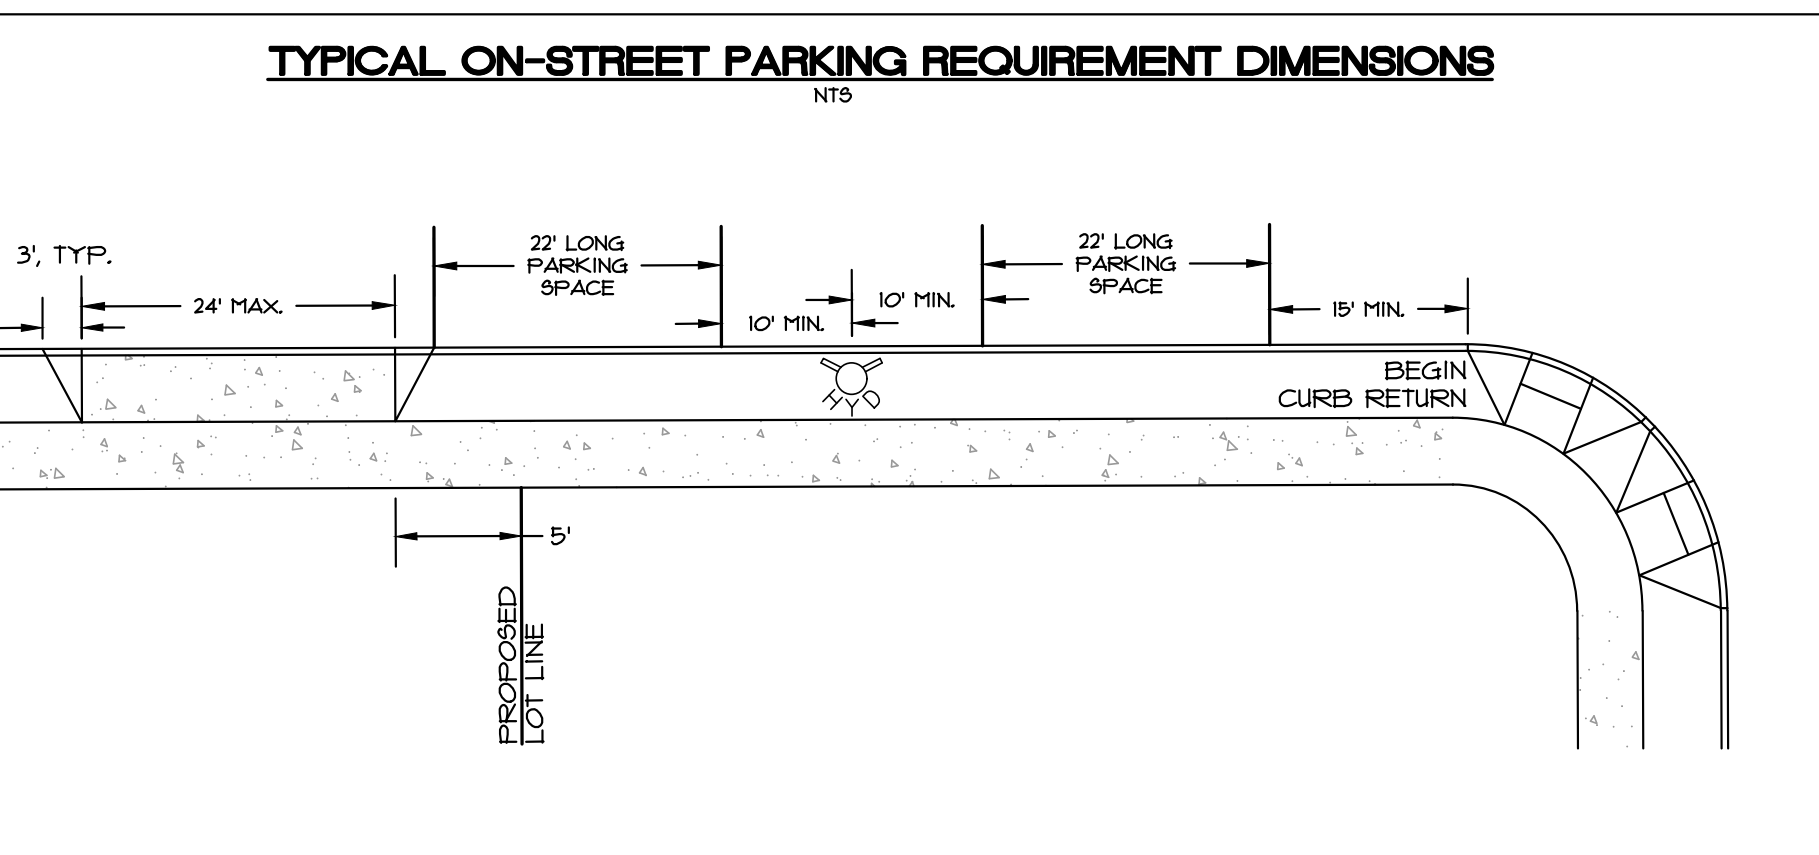 TYPICAL ON-STREET PARKING REQUIREMENT DIMENSIONS
NTS
3', TYP.
24' MAX.
22' LONG
PARKING
SPACE
10' MIN.
10' MIN.
22' LONG
PARKING
SPACE
15' MIN.
HYD
BEGIN
CURB RETURN
5'
PROPOSED
LOT LINE